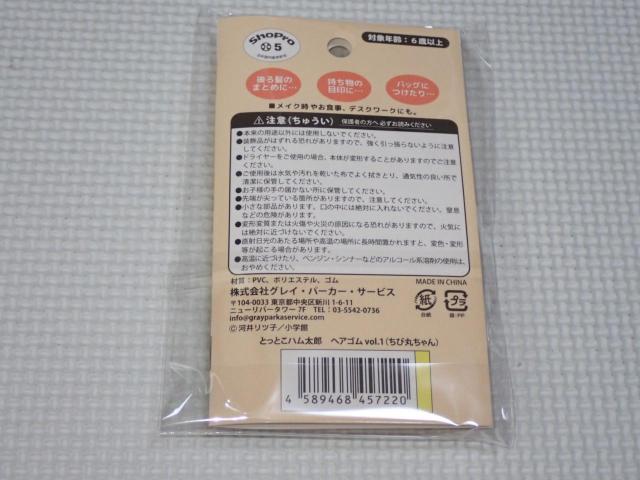 ShoPro
5
対象年齢：6歳以上
後ろ髪の
まとめに…
持ち物の
目印に…
バッグに
つけたり…
■メイク時やお食事、デスクワークにも。
注意（ちゅうい） 保護者の方へ 必ずお読みください
●本来の用途以外には使用しないでください。
●装飾品がはずれる恐れがありますので、強く引っ張らないように注意
してください。
●ドライヤーをご使用の場合、本体が変形することがありますのでご注意
ください。
●ご使用後は水気や汚れを乾いた布でよく拭きとり、通気性の良い所で
清潔に保管してください。
●お子様の手の届かない所に保管してください。
●先端が尖っている箇所がありますので、注意してください。
●小さな部品があります。口の中には絶対に入れないでください。窒息
などの危険があります。
●変形変質または火傷や火災の原因になる恐れがありますので、火気に
は絶対に近づけないでください。
●直射日光のあたる場所や高温の場所に長時間置かれますと、変色・変形
等が起こる場合があります。
●高温に近づけたり、ベンジン・シンナーなどのアルコール系溶剤の使用は、
おやめください。
材質：PVC、ポリエステル、ゴム
MADE IN CHINA
株式会社グレイ・パーカー・サービス
〒104-0033 東京都中央区新川 1-6-11
ニューリバータワー 7F TEL 03-5542-0736
info@grayparkaservice.com
© 河井リツ子／小学館
紙
台紙
プラ
袋:PP
とっとこハム太郎 ヘアゴム vol.1（ちび丸ちゃん）
4 589468 457220